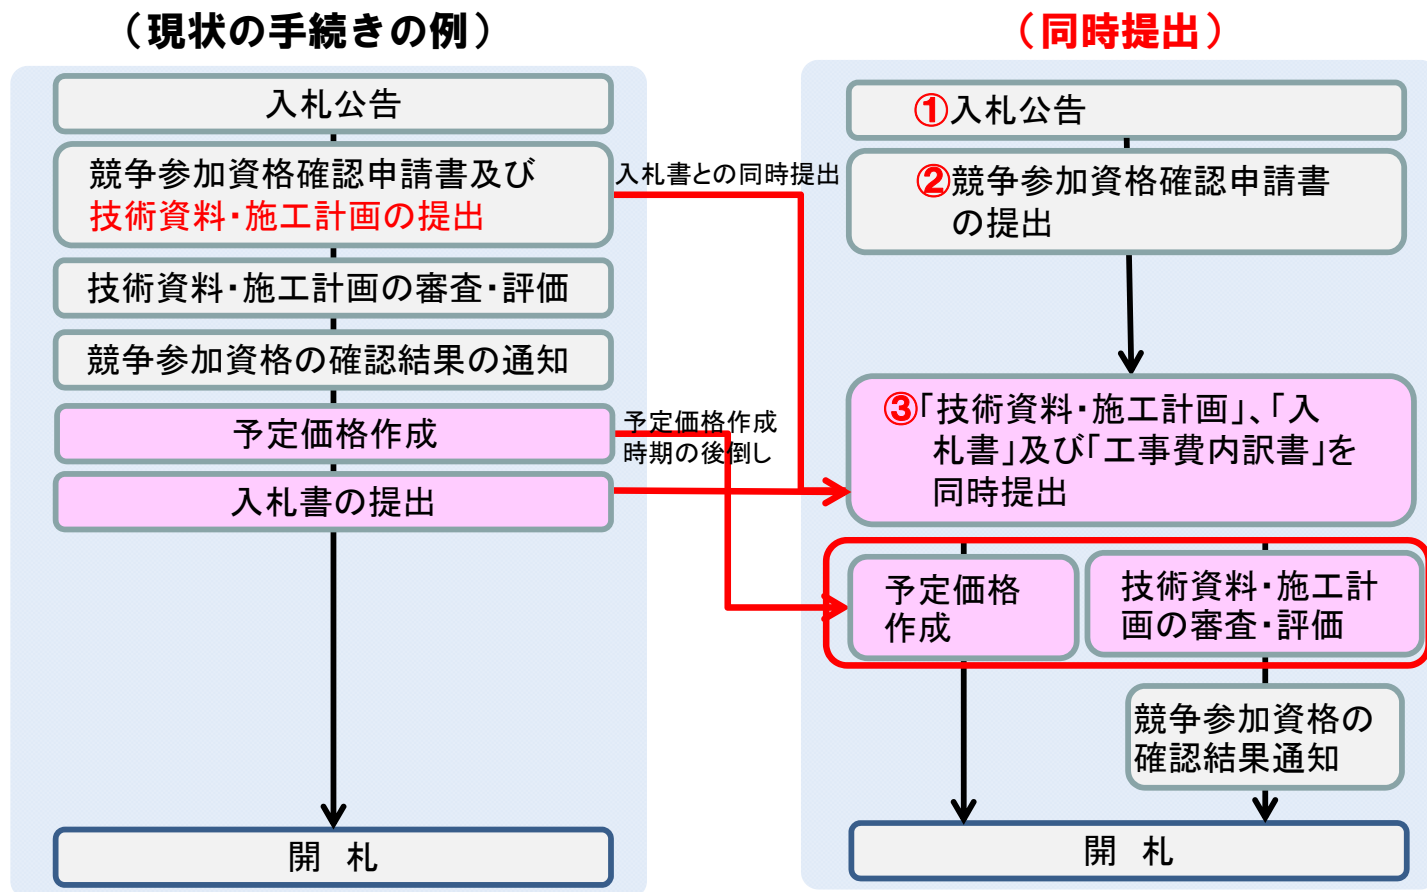 （現状の手続きの例）
入札公告
競争参加資格確認申請書及び
技術資料・施工計画の提出
技術資料・施工計画の審査・評価
競争参加資格の確認結果の通知
予定価格作成
入札書の提出
開 札
入札書との同時提出
予定価格作成
時期の後倒し
（同時提出）
①入札公告
②競争参加資格確認申請書
の提出
③「技術資料・施工計画」、「入
札書」及び「工事費内訳書」を
同時提出
予定価格
作成
技術資料・施工計
画の審査・評価
競争参加資格の
確認結果通知
開 札